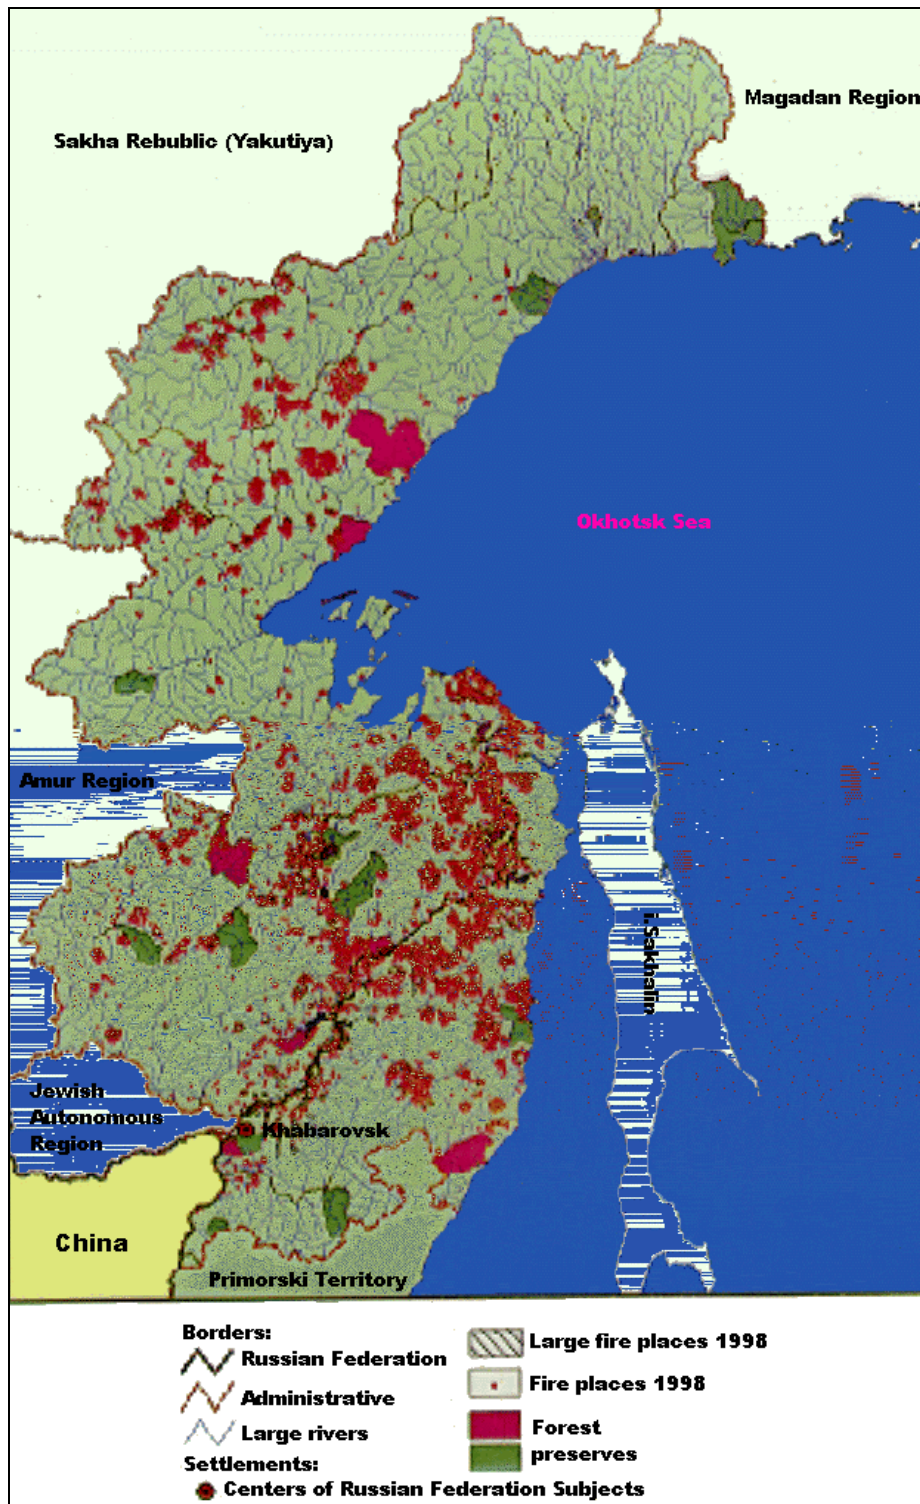 Magadan Region
Sakha Rebublic (Yakutiya)
Okhotsk Sea
Amur Region
i.Sakhalin
Jewish
Autonomous
Region
Khabarovsk
China
Primorski Territory
Borders:
Russian Federation
Administrative
Large rivers
Settlements:
Centers of Russian Federation Subjects
Large fire places 1998
Fire places 1998
Forest
preserves